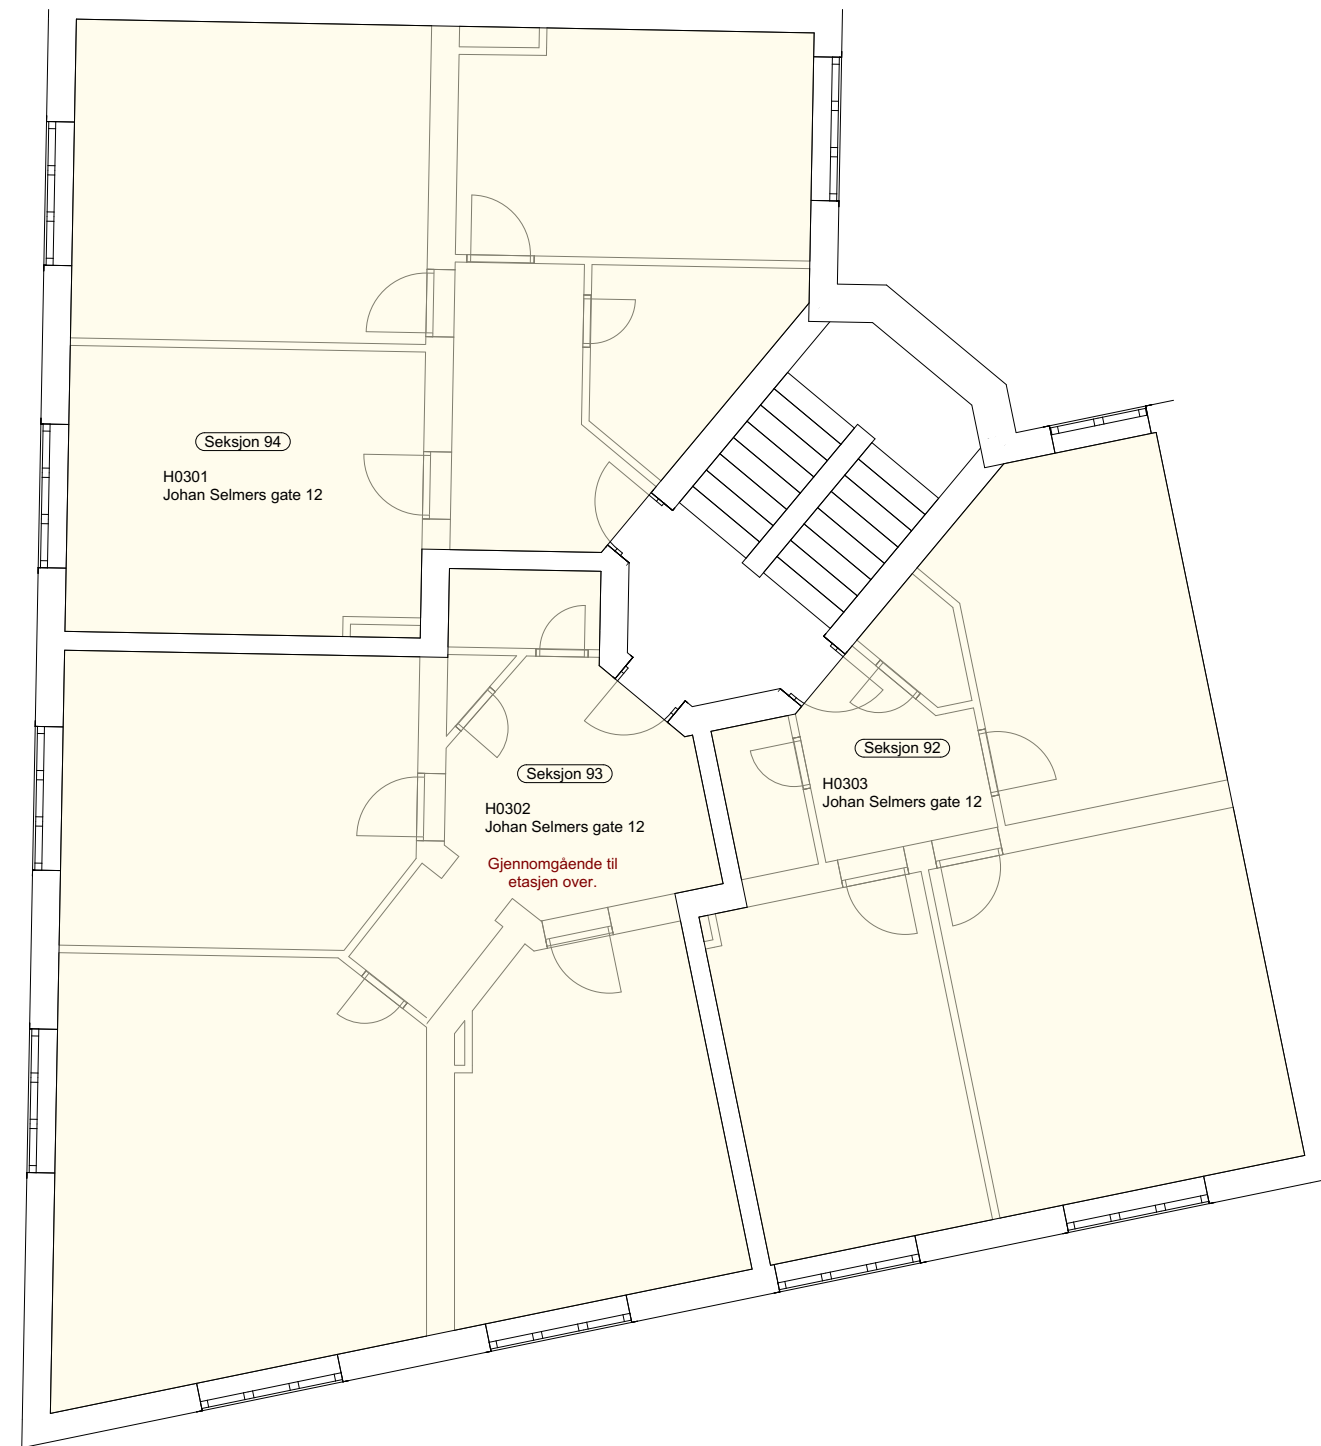 Seksjon 94
H0301
Johan Selmers gate 12
Seksjon 92
H0303
Johan Selmers gate 12
Seksjon 93
H0302
Johan Selmers gate 12
Gjennomgående til
etasjen over.